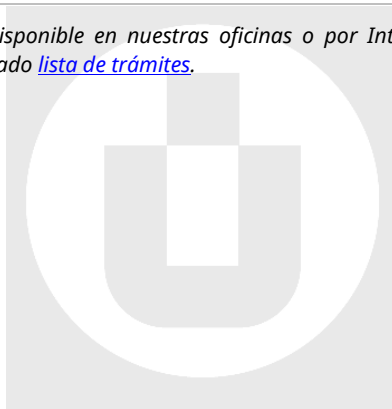 isponible en nuestras oficinas o por Int
ado lista de trámites.